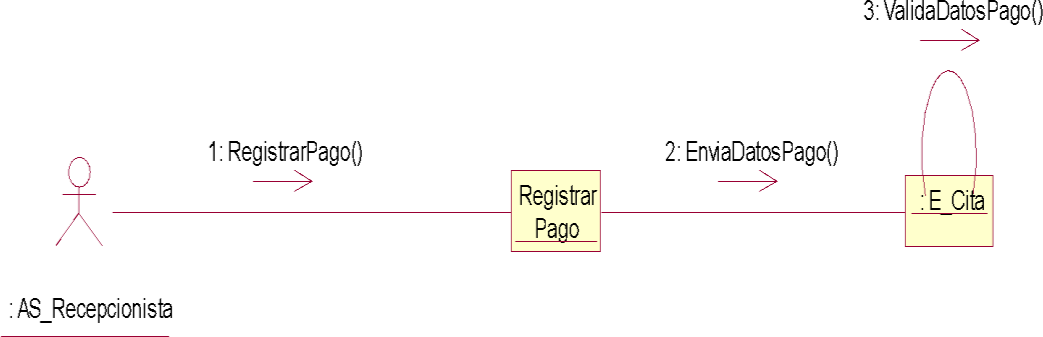 3: ValidaDatosPago()
1: RegistrarPago()
2: EnviaDatosPago()
Registrar
Pago
: E_Cita
: AS_Recepcionista